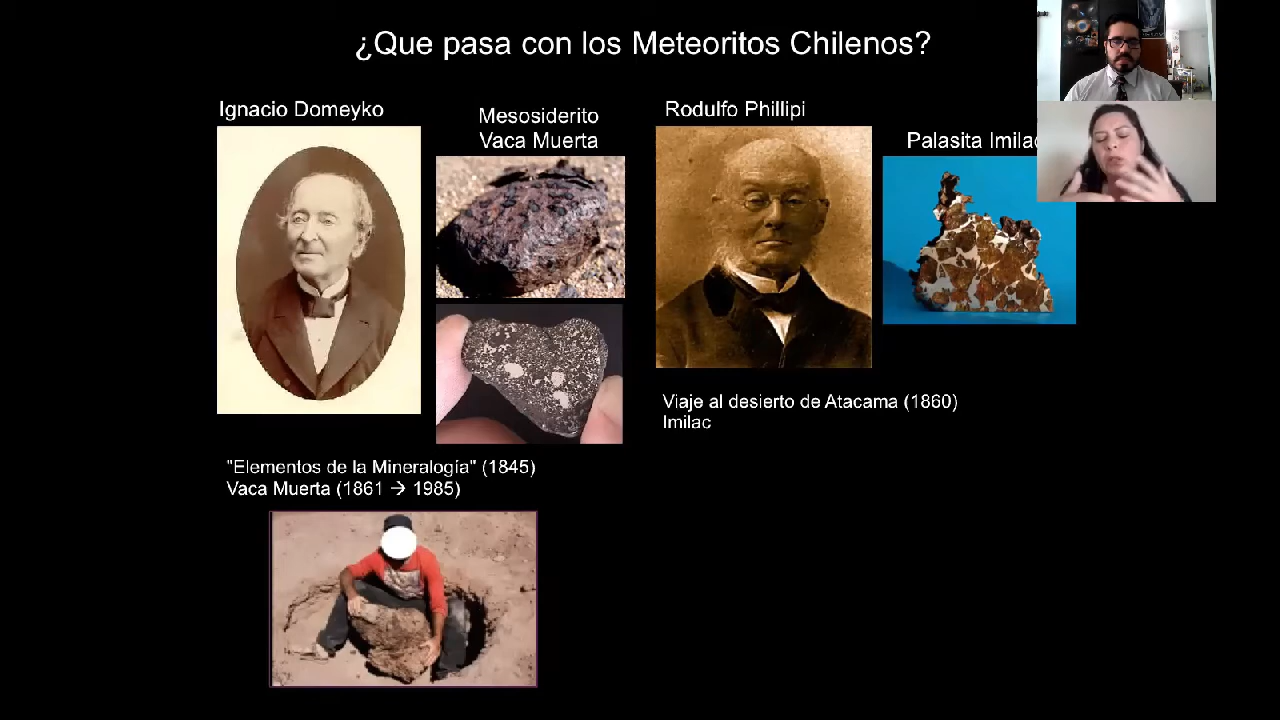 ¿Que pasa con los Meteoritos Chilenos?
Ignacio Domeyko
Mesosiderito
Vaca Muerta
Rodulfo Phillipi
Palasita Imilac
Viaje al desierto de Atacama (1860)
Imilac
"Elementos de la Mineralogía" (1845)
Vaca Muerta (1861 → 1985)